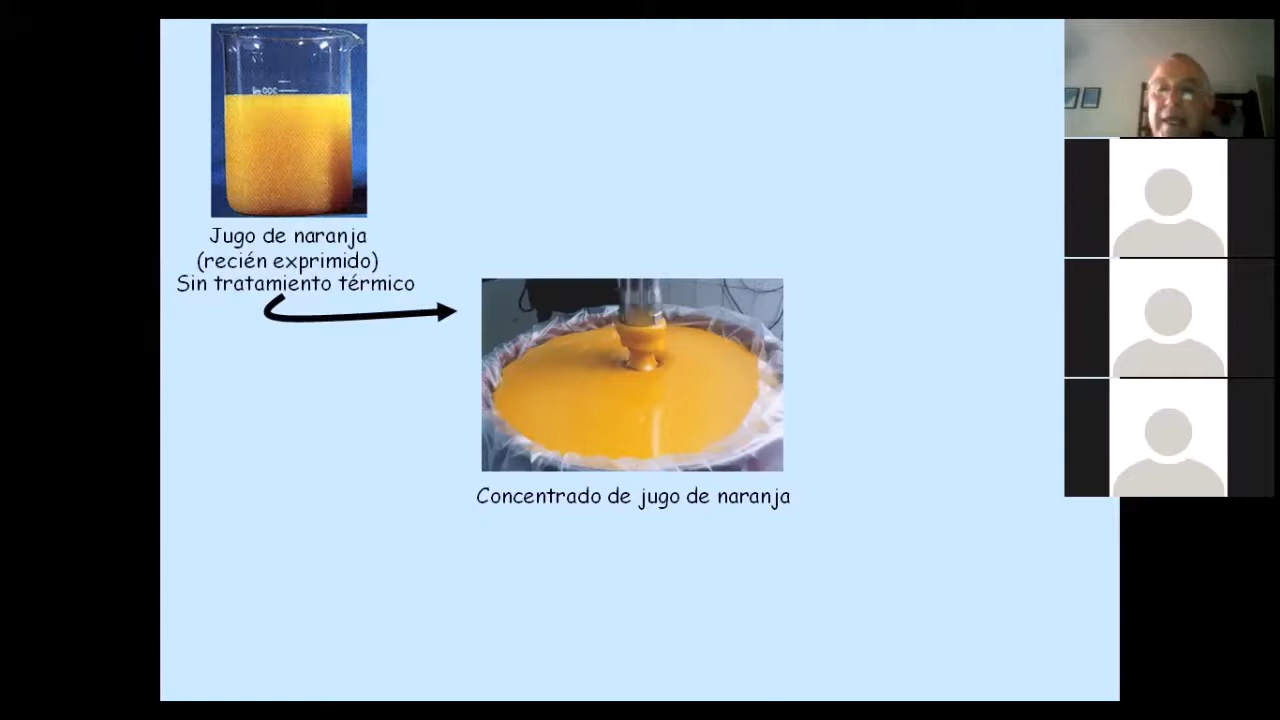 Jugo de naranja
(recién exprimido)
Sin tratamiento térmico
Concentrado de jugo de naranja